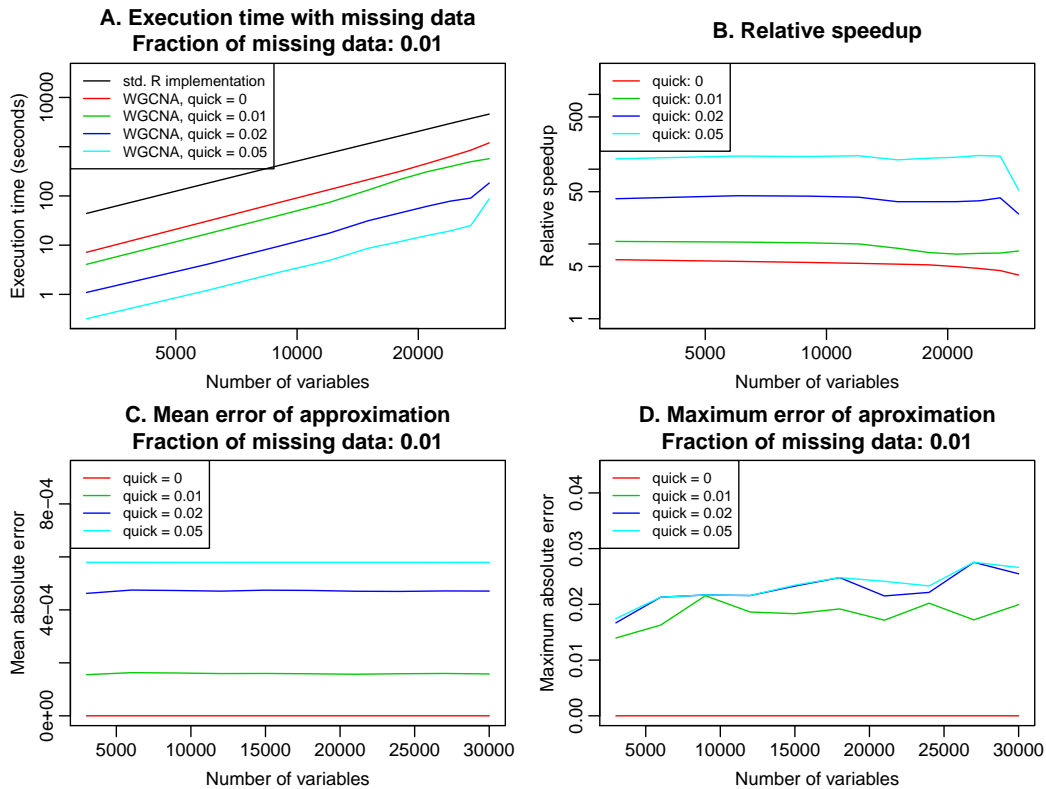 A. Execution time with missing data
Fraction of missing data: 0.01
std. R implementation
WGCNA, quick = 0
WGCNA, quick = 0.01
WGCNA, quick = 0.02
WGCNA, quick = 0.05
Execution time (seconds)
1
10
100
10000
5000
10000
20000
Number of variables
B. Relative speedup
quick: 0
quick: 0.01
quick: 0.02
quick: 0.05
Relative speedup
1
5
50
500
5000
10000
20000
Number of variables
C. Mean error of approximation
Fraction of missing data: 0.01
quick = 0
quick = 0.01
quick = 0.02
quick = 0.05
Mean absolute error
0e+00
4e−04
8e−04
5000
10000
15000
20000
25000
30000
Number of variables
D. Maximum error of aproximation
Fraction of missing data: 0.01
quick = 0
quick = 0.01
quick = 0.02
quick = 0.05
Maximum absolute error
0.00
0.01
0.02
0.03
0.04
5000
10000
15000
20000
25000
30000
Number of variables